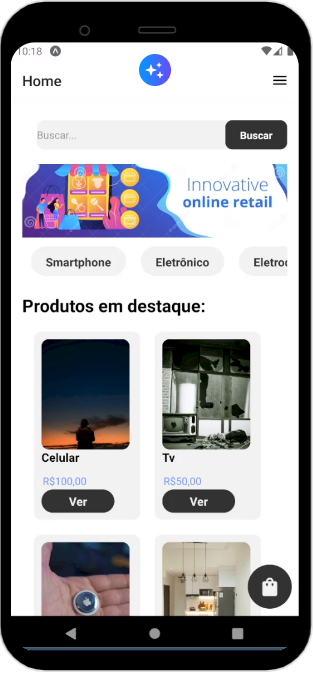 10:18
Home
Buscar...
Buscar
Innovative
online retail
Smartphone
Eletrônico
Eletrod
Produtos em destaque:
Celular
Tv
R$100,00
R$50,00
Ver
Ver